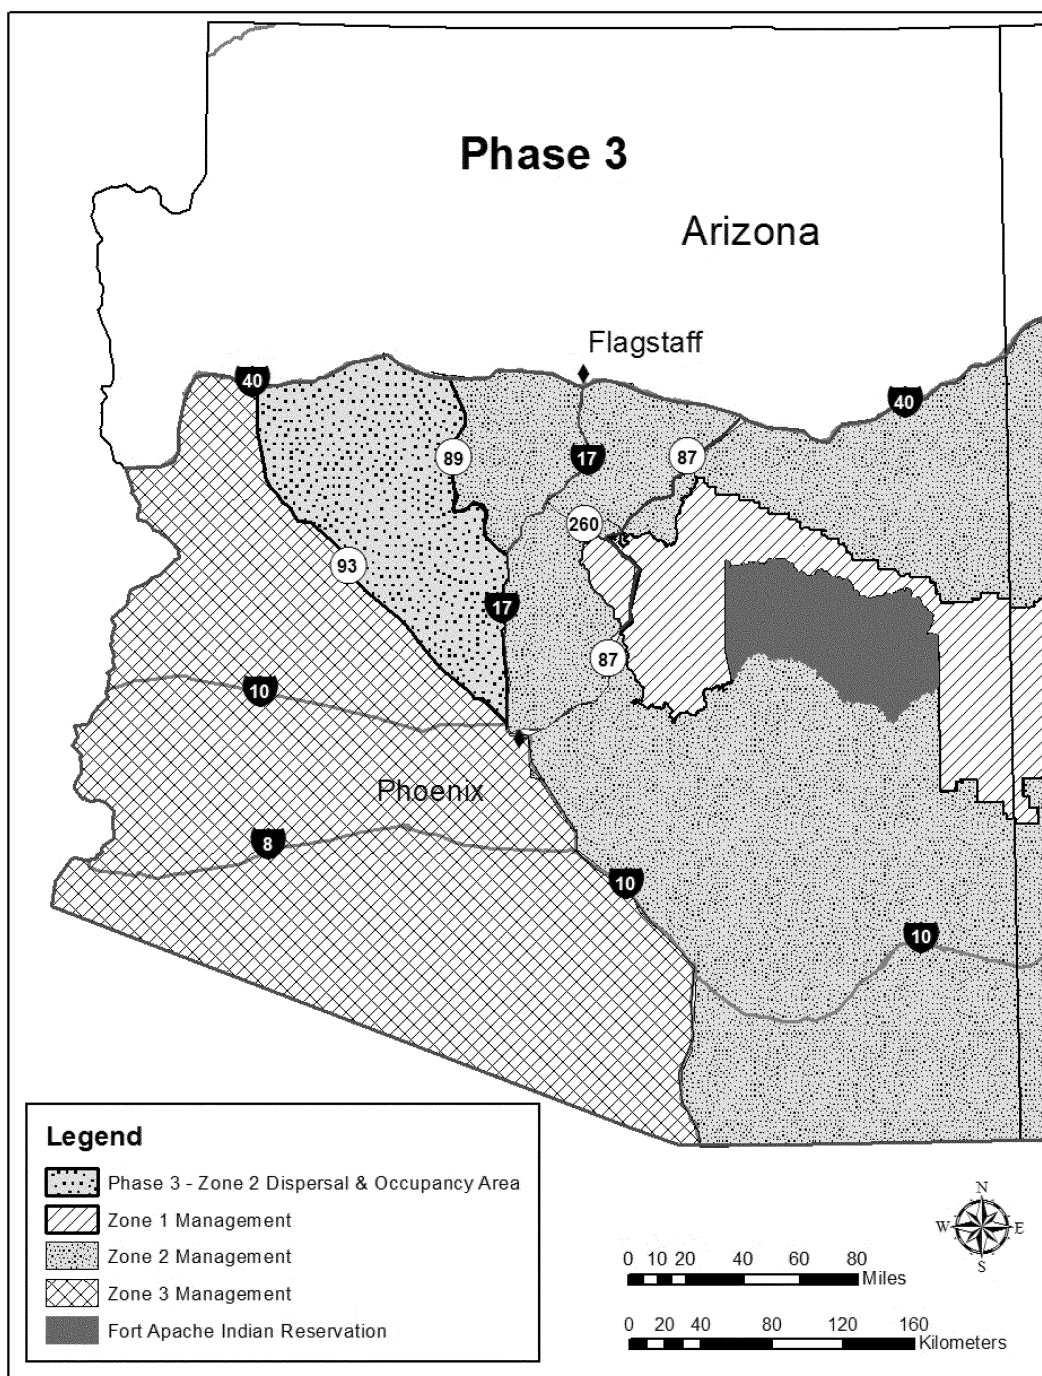 Phase 3
Arizona
Flagstaff
40
40
89
17
87
260
93
17
87
10
Phoenix
8
10
10
Legend
Phase 3 - Zone 2 Dispersal & Occupancy Area
Zone 1 Management
Zone 2 Management
Zone 3 Management
Fort Apache Indian Reservation
N
W E
S
0 10 20 40 60 80
Miles
0 20 40 80 120 160
Kilometers